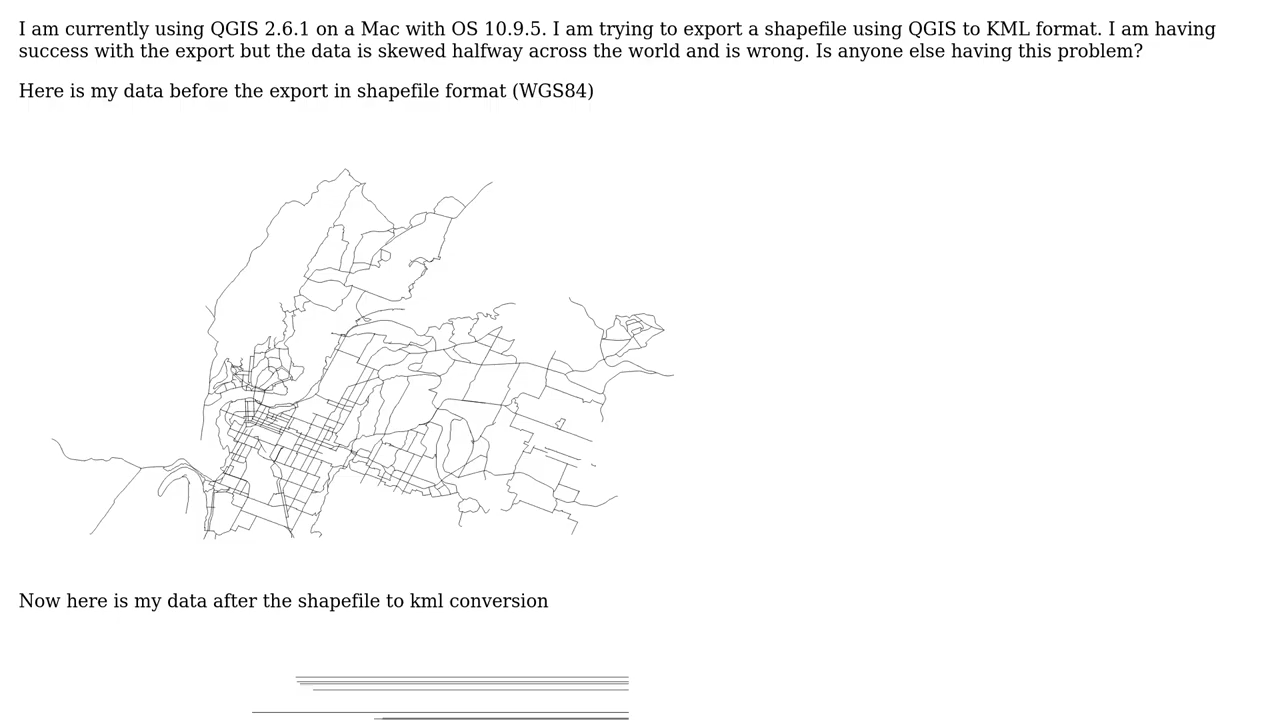 I am currently using QGIS 2.6.1 on a Mac with OS 10.9.5. I am trying to export a shapefile using QGIS to KML format. I am having
success with the export but the data is skewed halfway across the world and is wrong. Is anyone else having this problem?
Here is my data before the export in shapefile format (WGS84)
Now here is my data after the shapefile to kml conversion